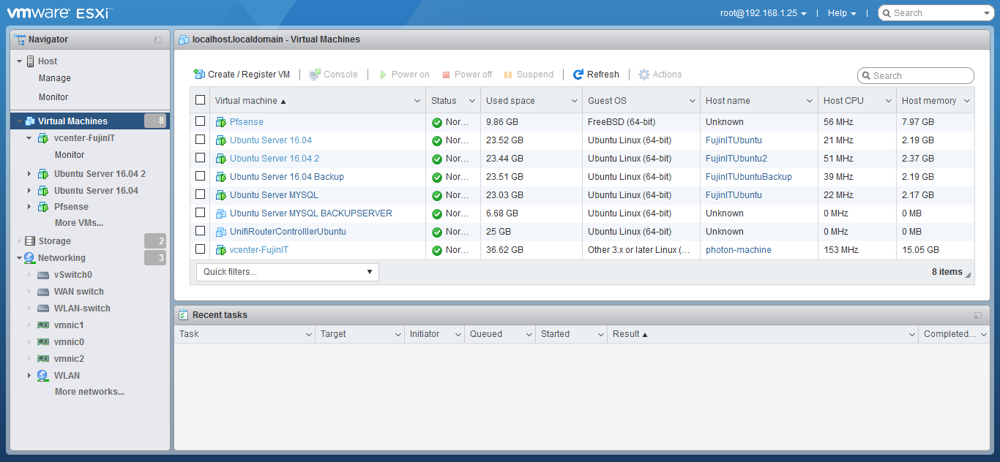 vmware ESXi™
root@192.168.1.25 | Help | Search
Navigator
Host
Manage
Monitor
Virtual Machines 8
vcenter-FujinIT
Monitor
Ubuntu Server 16.04 2
Ubuntu Server 16.04
Pfsense
More VMs...
Storage 2
Networking 3
vSwitch0
WAN switch
WLAN-switch
vmnic1
vmnic0
vmnic2
WLAN
More networks...
localhost.localdomain - Virtual Machines
Create / Register VM | Console | Power on Power off Suspend | Refresh | Actions
Search
Virtual machine ▲ Status Used space Guest OS Host name Host CPU Host memory
Pfsense Nor... 9.86 GB FreeBSD (64-bit) Unknown 56 MHz 7.97 GB
Ubuntu Server 16.04 Nor... 23.52 GB Ubuntu Linux (64-bit) FujinITUbuntu 21 MHz 2.19 GB
Ubuntu Server 16.04 2 Nor... 23.44 GB Ubuntu Linux (64-bit) FujinITUbuntu2 51 MHz 2.37 GB
Ubuntu Server 16.04 Backup Nor... 23.51 GB Ubuntu Linux (64-bit) FujinITUbuntuBackup 39 MHz 2.19 GB
Ubuntu Server MYSQL Nor... 23.03 GB Ubuntu Linux (64-bit) FujinITUbuntu 22 MHz 2.17 GB
Ubuntu Server MYSQL BACKUPSERVER Nor... 6.68 GB Ubuntu Linux (64-bit) Unknown 0 MHz 0 MB
UnifiRouterControlllerUbuntu Nor... 25 GB Ubuntu Linux (64-bit) Unknown 0 MHz 0 MB
vcenter-FujinIT Nor... 36.62 GB Other 3.x or later Linux (... photon-machine 153 MHz 15.05 GB
Quick filters... 8 items
Recent tasks
Task Target Initiator Queued Started Result ▲ Completed...